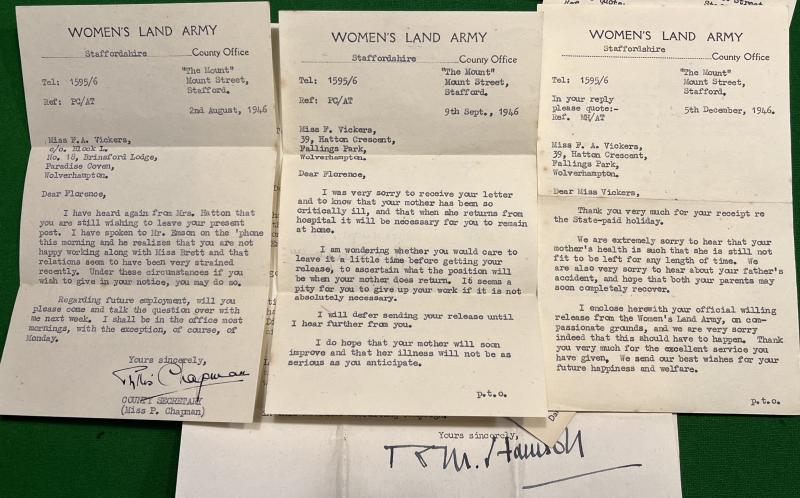 WOMEN'S LAND ARMY
Staffordshire County Office
Tel: 1595/6
"The Mount"
Mount Street,
Stafford.
Ref: PC/AT
2nd August, 1946
Miss F.A. Vickers,
c/o. Block L.
No. 18, Brinsford Lodge,
Paradise Coven,
Wolverhampton.
Dear Florence,
I have heard again from Mrs. Hatton that
you are still wishing to leave your present
post. I have spoken to Mr. Emson on the 'phone
this morning and he realises that you are not
happy working along with Miss Brett and that
relations seem to have been very strained
recently. Under these circumstances if you
wish to give in your notice, you may do so.
Regarding future employment, will you
please come and talk the question over with
me next week. I shall be in the office most
mornings, with the exception, of course, of
Monday.
Yours sincerely,
Phyllis Chapman
COUNTY SECRETARY
(Miss P. Chapman)
WOMEN'S LAND ARMY
Staffordshire County Office
Tel: 1595/6
"The Mount"
Mount Street,
Stafford.
Ref: PC/AT
9th Sept., 1946
Miss F. Vickers,
39, Hatton Crescent,
Fallings Park,
Wolverhampton.
Dear Florence,
I was very sorry to receive your letter
and to know that your mother has been so
critically ill, and that when she returns from
hospital it will be necessary for you to remain
at home.
I am wondering whether you would care to
leave it a little time before getting your
release, to ascertain what the position will
be when your mother does return. It seems a
pity for you to give up your work if it is not
absolutely necessary.
I will defer sending your release until
I hear further from you.
I do hope that your mother will soon
improve and that her illness will not be as
serious as you anticipate.
p.t.o.
WOMEN'S LAND ARMY
Staffordshire County Office
Tel: 1595/6
"The Mount"
Mount Street,
Stafford.
In your reply
please quote:-
Ref. MH/AT
5th December, 1946.
Miss F. A. Vickers,
39, Hatton Crescent,
Fallings Park,
Wolverhampton.
Dear Miss Vickers,
Thank you very much for your receipt re
the State-paid holiday.
We are extremely sorry to hear that your
mother's health is such that she is still not
fit to be left for any length of time. We
are also very sorry to hear about your father's
accident, and hope that both your parents may
soon completely recover.
I enclose herewith your official willing
release from the Women's Land Army, on com-
passionate grounds, and we are very sorry
indeed that this should have to happen. Thank
you very much for the excellent service you
have given. We send our best wishes for your
future happiness and welfare.
p.t.o.
Yours sincerely,